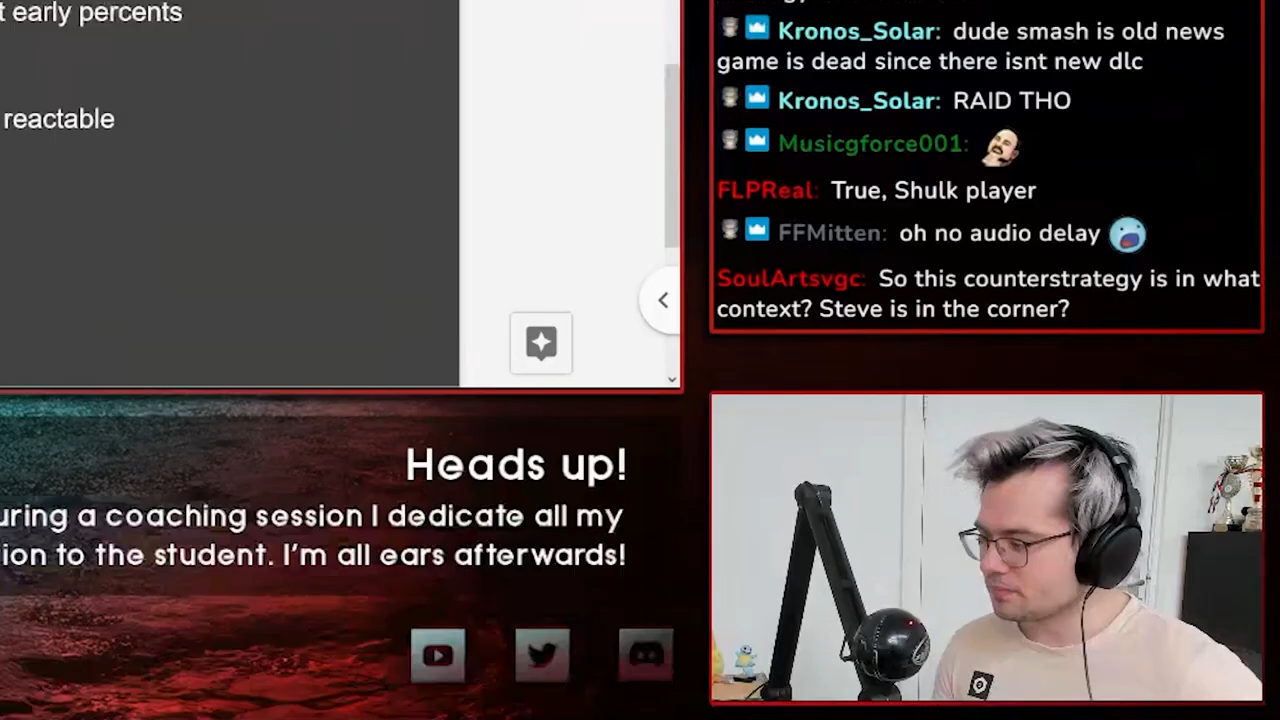 t early percents
reactable
Kronos_Solar: dude smash is old news
game is dead since there isnt new dlc
Kronos_Solar: RAID THO
Musicgforce001:
FLPReal: True, Shulk player
FFMitten: oh no audio delay
SoulArtsvgc: So this counterstrategy is in what
context? Steve is in the corner?
Heads up!
uring a coaching session I dedicate all my
ion to the student. I'm all ears afterwards!